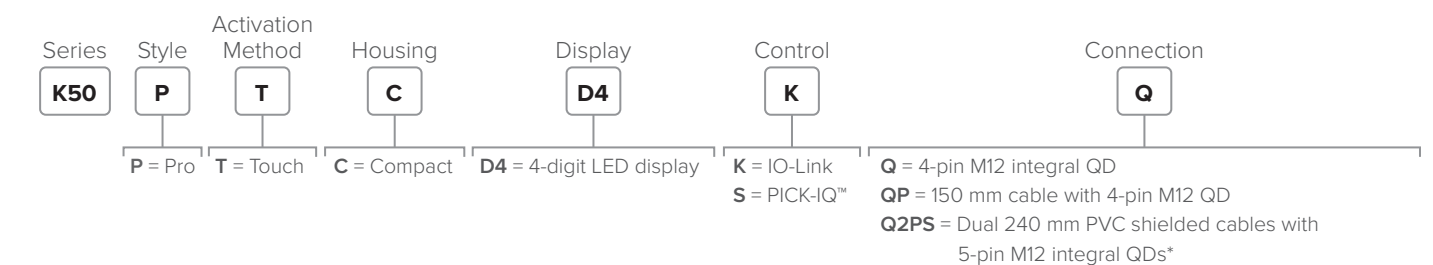 Series Style Activation Method Housing Display Control Connection
K50 P T C D4 K Q
P = Pro T = Touch C = Compact D4 = 4-digit LED display K = IO-Link Q = 4-pin M12 integral QD
S = PICK-IQ™ QP = 150 mm cable with 4-pin M12 QD
Q2PS = Dual 240 mm PVC shielded cables with
5-pin M12 integral QDs*